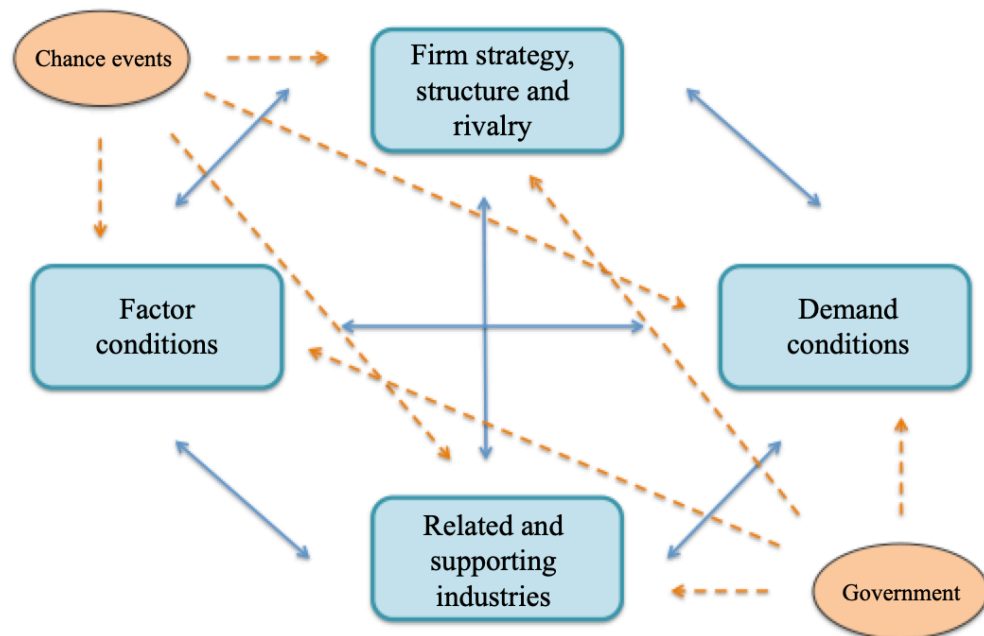 Chance events
Firm strategy,
structure and
rivalry
Factor
conditions
Demand
conditions
Related and
supporting
industries
Government